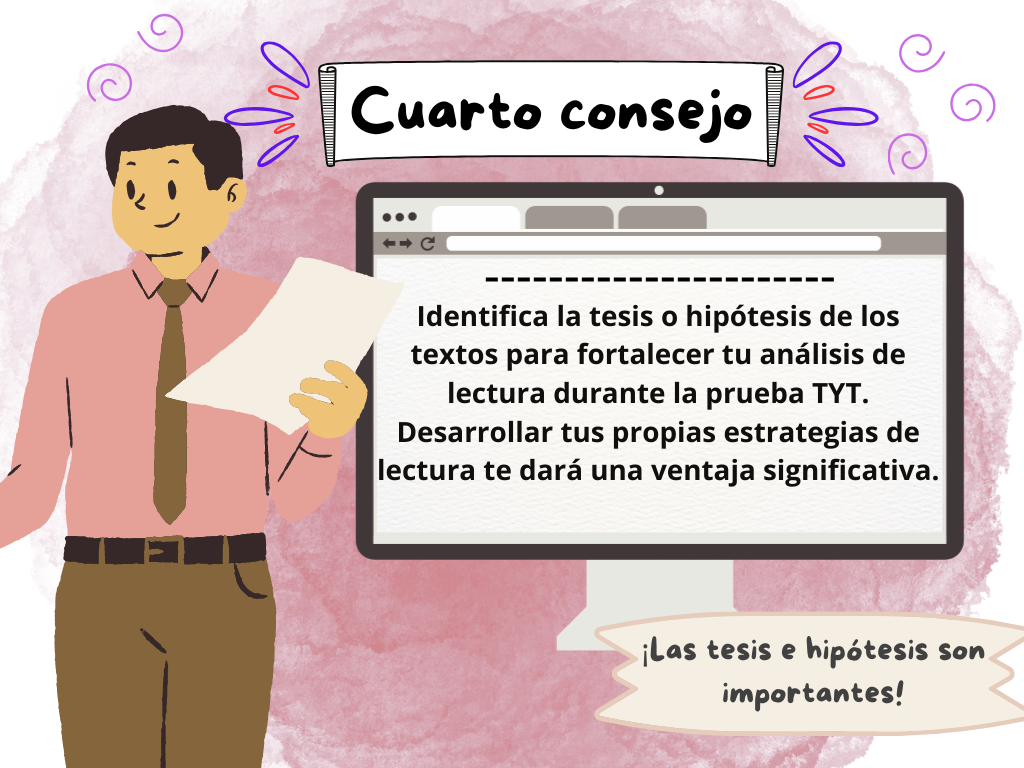 Cuarto consejo
----------------------
Identifica la tesis o hipótesis de los
textos para fortalecer tu análisis de
lectura durante la prueba TYT.
Desarrollar tus propias estrategias de
lectura te dará una ventaja significativa.
¡Las tesis e hipótesis son
importantes!